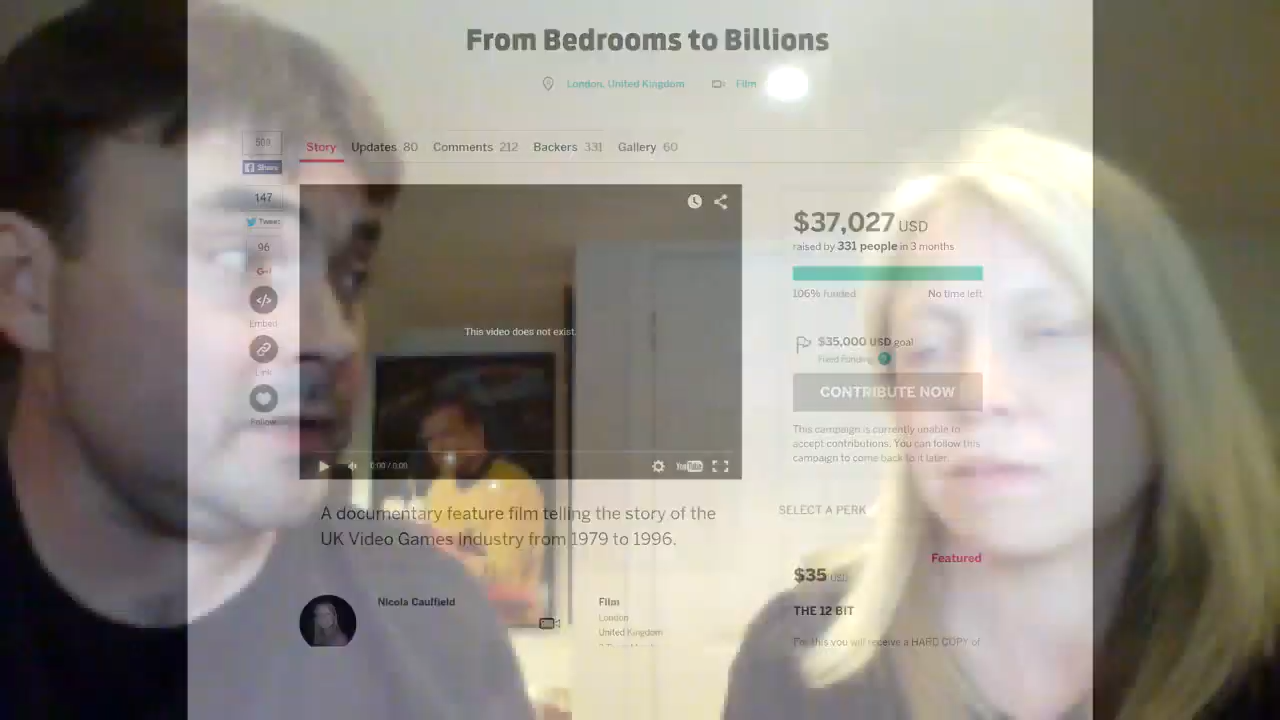 From Bedrooms to Billions
London, United Kingdom
Film
Story Updates 80 Comments 212 Backers 331 Gallery 60
Share
147
Tweet
96
Embed
Link
Follow
This video does not exist.
0:00 / 0:00
YouTube
$37,027 USD
raised by 331 people in 3 months
106% funded No time left
$35,000 USD goal
Fixed Funding
CONTRIBUTE NOW
This campaign is currently unable to
accept contributions. You can follow this
campaign to come back to it later.
SELECT A PERK
Featured
$35 USD
THE 12 BIT
For this you will receive a HARD COPY of
A documentary feature film telling the story of the
UK Video Games Industry from 1979 to 1996.
Nicola Caulfield
Film
London
United Kingdom